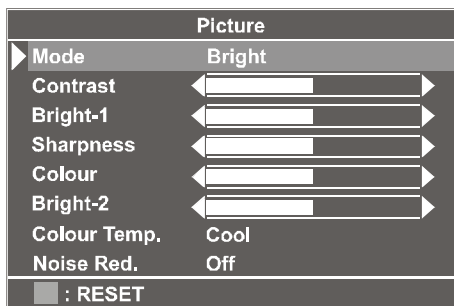 Picture
Mode Bright
Contrast
Bright-1
Sharpness
Colour
Bright-2
Colour Temp. Cool
Noise Red. Off
: RESET